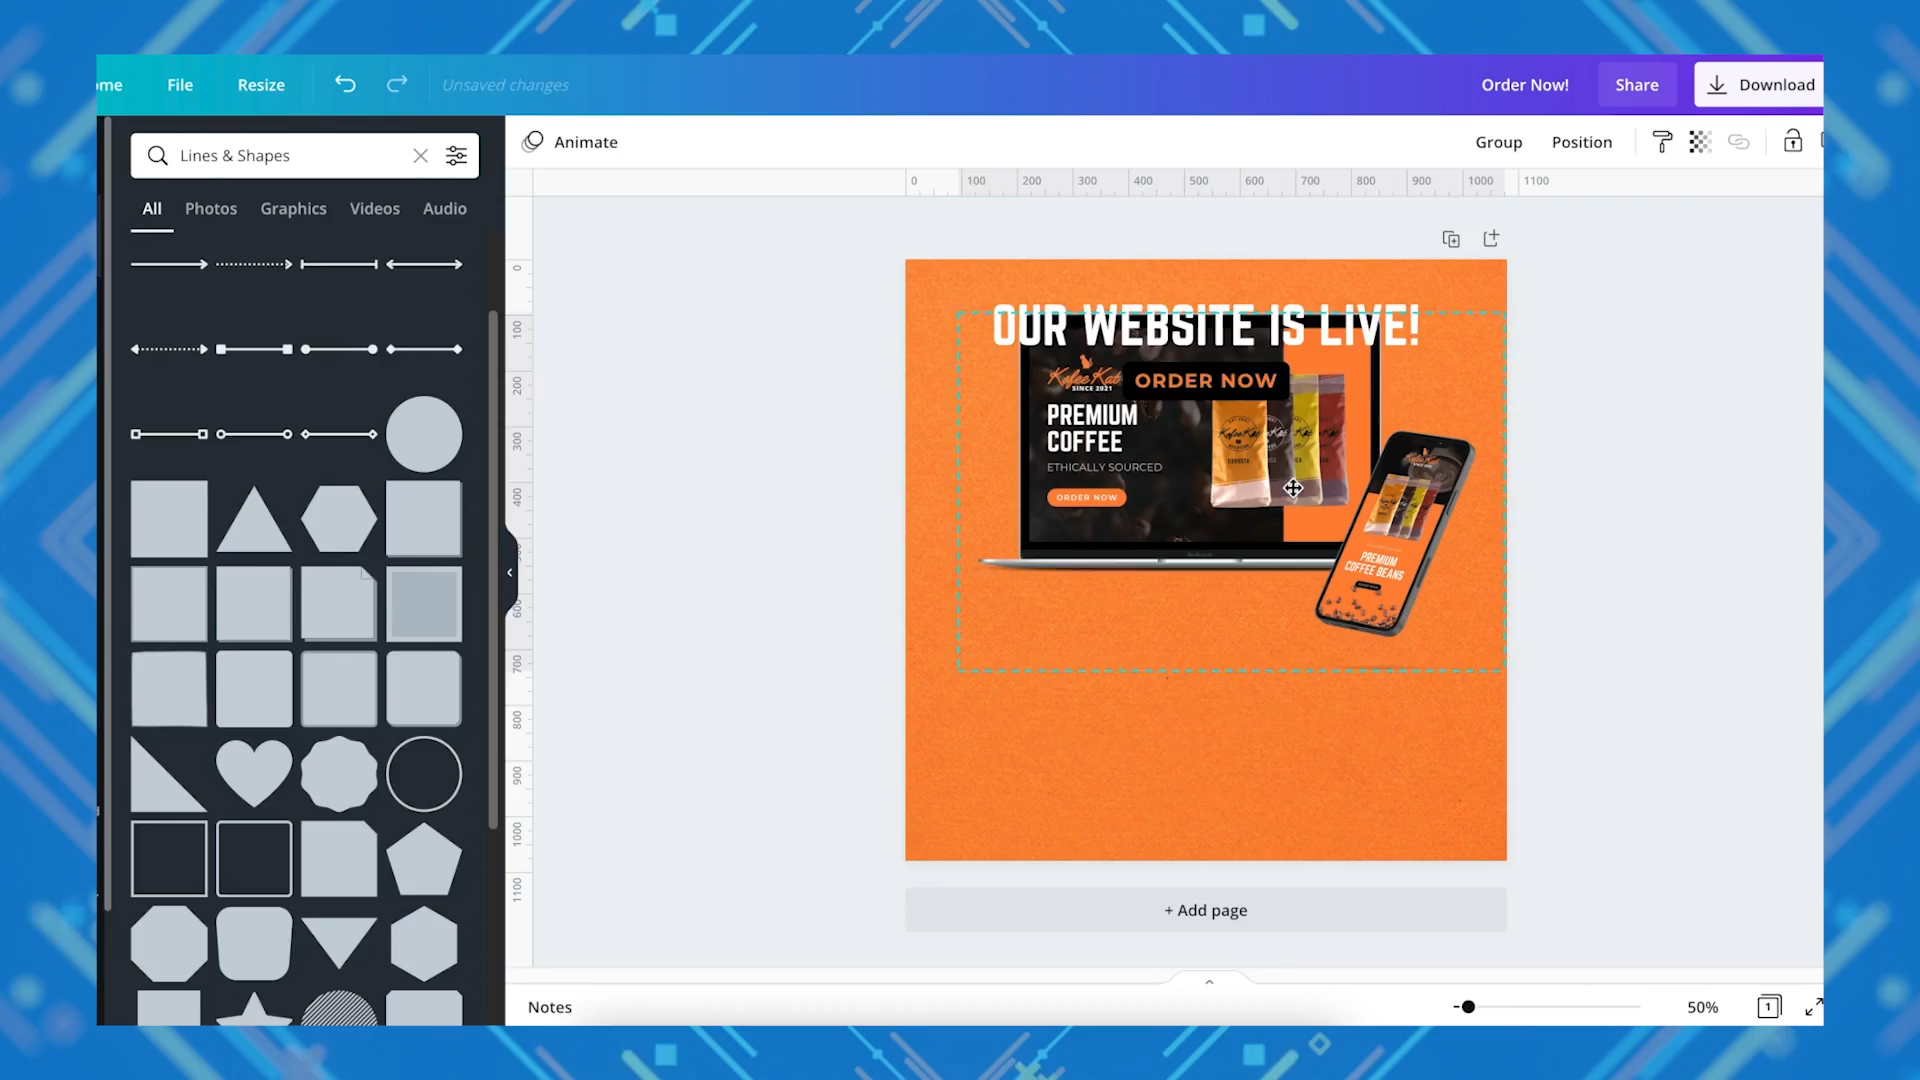 ome File Resize Unsaved changes Order Now! Share Download
Lines & Shapes
Animate Group Position
0 100 200 300 400 500 600 700 800 900 1000 1100
All Photos Graphics Videos Audio
0
100
200
300
400
600
700
800
900
1000
1100
OUR WEBSITE IS LIVE!
Kofee Kat
SINCE 2021
ORDER NOW
PREMIUM
COFFEE
ETHICALLY SOURCED
ORDER NOW
PREMIUM
COFFEE BEANS
+ Add page
Notes 50% 1